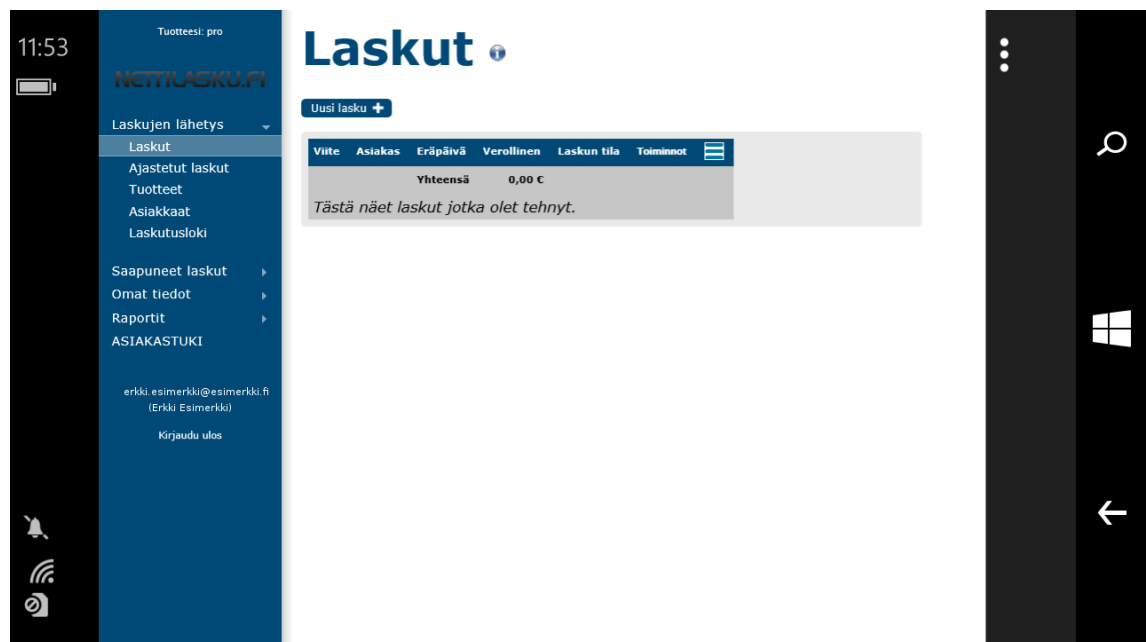 11:53
Tuotteesi: pro
NETTILASKU.FI
Laskujen lähetys
Laskut
Ajastetut laskut
Tuotteet
Asiakkaat
Laskutusloki
Saapuneet laskut
Omat tiedot
Raportit
ASIAKASTUKI
erkki.esimerkki@esimerkki.fi
(Erkki Esimerkki)
Kirjaudu ulos
Laskut
Uusi lasku
Viite Asiakas Eräpäivä Verollinen Laskun tila Toiminnot
Yhteensä 0,00 €
Tästä näet laskut jotka olet tehnyt.